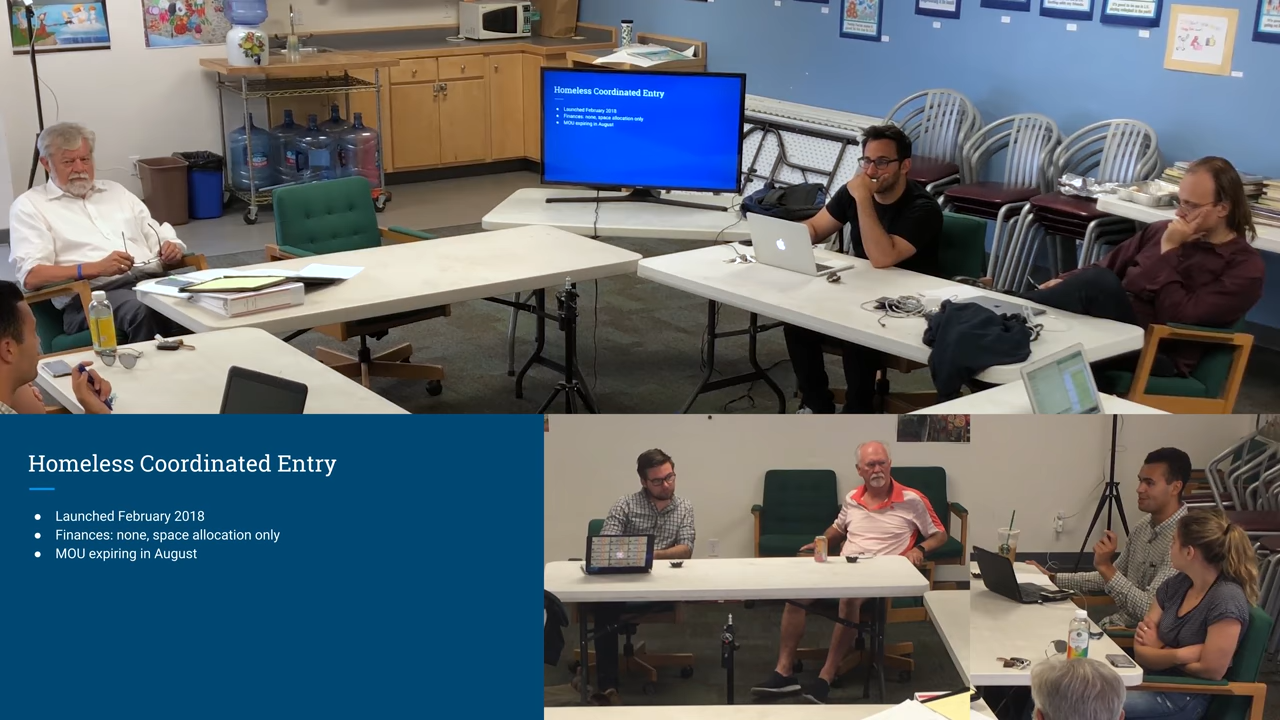 Homeless Coordinated Entry
Launched February 2018
Finances: none, space allocation only
MOU expiring in August
Homeless Coordinated Entry
Launched February 2018
Finances: none, space allocation only
MOU expiring in August